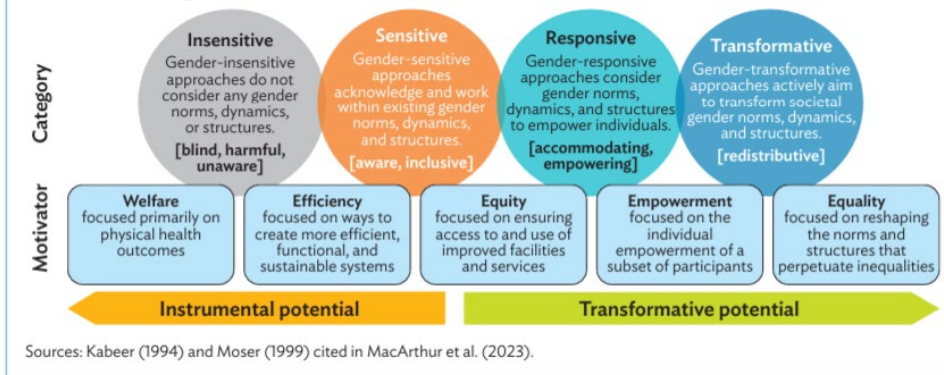 Category
Insensitive
Gender-insensitive
approaches do not
consider any gender
norms, dynamics,
or structures.
[blind, harmful,
unaware]
Sensitive
Gender-sensitive
approaches
acknowledge and work
within existing gender
norms, dynamics,
and structures.
[aware, inclusive]
Responsive
Gender-responsive
approaches consider
gender norms,
dynamics, and structures
to empower individuals.
[accommodating,
empowering]
Transformative
Gender-transformative
approaches actively aim
to transform societal
gender norms, dynamics,
and structures.
[redistributive]
Motivator
Welfare
focused primarily on
physical health
outcomes
Efficiency
focused on ways to
create more efficient,
functional, and
sustainable systems
Equity
focused on ensuring
access to and use of
improved facilities
and services
Empowerment
focused on the
individual
empowerment of a
subset of participants
Equality
focused on reshaping
the norms and
structures that
perpetuate inequalities
Instrumental potential
Transformative potential
Sources: Kabeer (1994) and Moser (1999) cited in MacArthur et al. (2023).